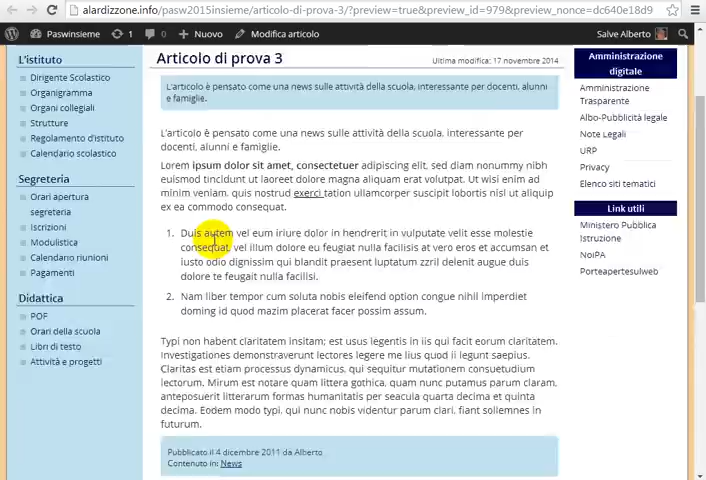 alardizzone.info/pasw2015insieme/articolo-di-prova-3/?preview=true&preview_id=979&preview_nonce=dc640e18d9
Paswinsieme 1 0 Nuovo Modifica articolo Salve Alberto
L'istituto
Dirigente Scolastico
Organigramma
Organi collegiali
Strutture
Regolamento d'istituto
Calendario scolastico
Segreteria
Orari apertura
segreteria
Iscrizioni
Modulistica
Calendario riunioni
Pagamenti
Didattica
POF
Orari della scuola
Libri di testo
Attività e progetti
Articolo di prova 3
Ultima modifica: 17 novembre 2014
L'articolo è pensato come una news sulle attività della scuola, interessante per docenti, alunni
e famiglie.
L'articolo è pensato come una news sulle attività della scuola, interessante per
docenti, alunni e famiglie.
Lorem ipsum dolor sit amet, consectetuer adipiscing elit, sed diam nonummy nibh
euismod tincidunt ut laoreet dolore magna aliquam erat volutpat. Ut wisi enim ad
minim veniam, quis nostrud exerci tation ullamcorper suscipit lobortis nisl ut aliquip
ex ea commodo consequat.
1. Duis autem vel eum iriure dolor in hendrerit in vulputate velit esse molestie
consequat, vel illum dolore eu feugiat nulla facilisis at vero eros et accumsan et
iusto odio dignissim qui blandit praesent luptatum zzril delenit augue duis
dolore te feugait nulla facilisi.
2. Nam liber tempor cum soluta nobis eleifend option congue nihil imperdiet
doming id quod mazim placerat facer possim assum.
Typi non habent claritatem insitam; est usus legentis in iis qui facit eorum claritatem.
Investigationes demonstraverunt lectores legere me lius quod ii legunt saepius.
Claritas est etiam processus dynamicus, qui sequitur mutationem consuetudium
lectorum. Mirum est notare quam littera gothica, quam nunc putamus parum claram,
anteposuerit litterarum formas humanitatis per seacula quarta decima et quinta
decima. Eodem modo typi, qui nunc nobis videntur parum clari, fiant sollemnes in
futurum.
Pubblicato il 4 dicembre 2011 da Alberto
Contenuto in: News
Amministrazione
digitale
Amministrazione
Trasparente
Albo-Pubblicità legale
Note Legali
URP
Privacy
Elenco siti tematici
Link utili
Ministero Pubblica
Istruzione
NoiPA
Porteapertesulweb